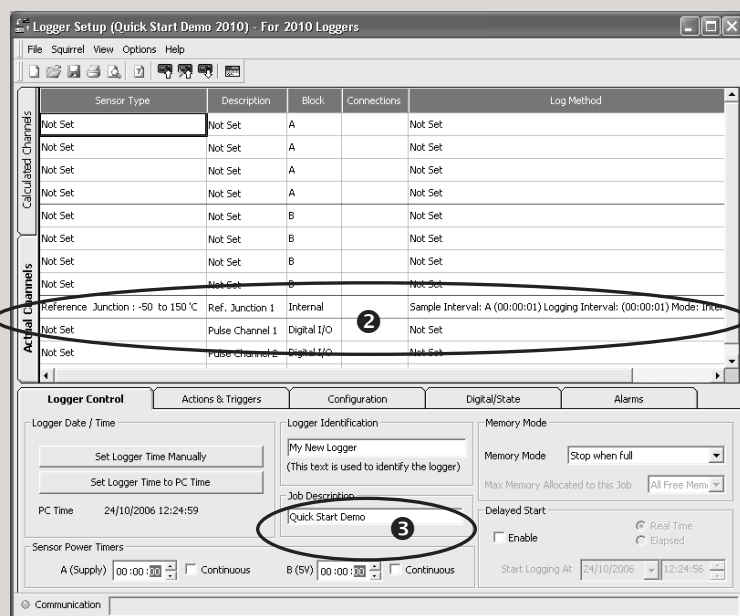 Logger Setup (Quick Start Demo 2010) - For 2010 Loggers
File Squirrel View Options Help
Calculated Channels
Actual Channels
Sensor Type Description Block Connections Log Method
Not Set Not Set A Not Set
Not Set Not Set A Not Set
Not Set Not Set A Not Set
Not Set Not Set A Not Set
Not Set Not Set B Not Set
Not Set Not Set B Not Set
Not Set Not Set B Not Set
Not Set Not Set B Not Set
Reference Junction : -50 to 150 'C Ref. Junction 1 Internal Sample Interval: A (00:00:01) Logging Interval: (00:00:01) Mode: Inter
❷
Not Set Pulse Channel 1 Digital I/O Not Set
Not Set Pulse Channel 2 Digital I/O Not Set
Logger Control Actions & Triggers Configuration Digital/State Alarms
Logger Date / Time
Set Logger Time Manually
Set Logger Time to PC Time
PC Time 24/10/2006 12:24:59
Logger Identification
My New Logger
(This text is used to identify the logger)
Job Description
Quick Start Demo
❸
Memory Mode
Memory Mode Stop when full
Max Memory Allocated to this Job All Free Mem
Delayed Start
Enable Real Time
Elapsed
Start Logging At 24/10/2006 12:24:56
Sensor Power Timers
A (Supply) 00:00:00 Continuous B (5V) 00:00:00 Continuous
Communication